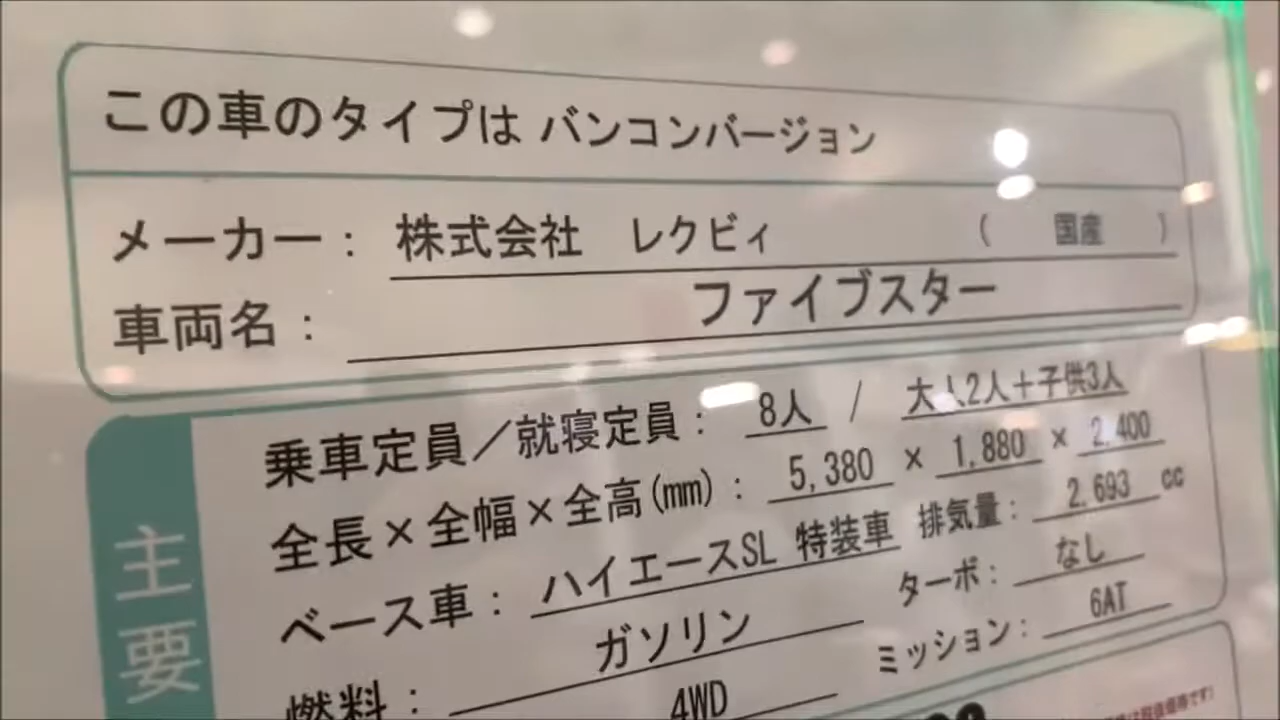 この車のタイプは バンコンバージョン
メーカー： 株式会社 レクビィ （ 国産 ）
車両名： ファイブスター
乗車定員／就寝定員： 8人 / 大人2人＋子供3人
全長×全幅×全高(mm)： 5,380 × 1,880 × 2,400
ベース車： ハイエースSL 特装車 排気量： 2,693 cc
燃料： ガソリン ターボ： なし
4WD ミッション： 6AT
主要